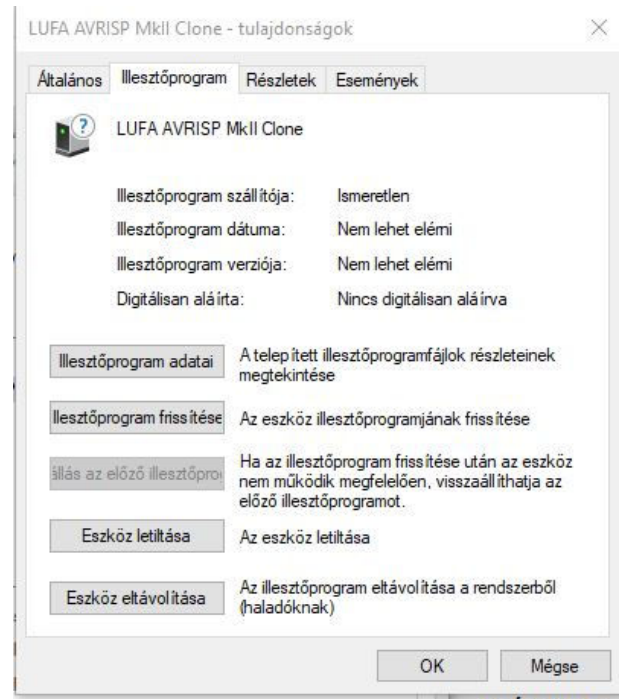 LUFA AVRISP MkII Clone - tulajdonságok
Általános Illesztőprogram Részletek Események
LUFA AVRISP MkII Clone
Illesztőprogram szállítója: Ismeretlen
Illesztőprogram dátuma: Nem lehet elérni
Illesztőprogram verziója: Nem lehet elérni
Digitálisan aláírta: Nincs digitálisan aláírva
Illesztőprogram adatai
A telepített illesztőprogramfájlok részleteinek
megtekintése
llesztőprogram frissítése
Az eszköz illesztőprogramjának frissítése
állás az előző illesztőpro
Ha az illesztőprogram frissítése után az eszköz
nem működik megfelelően, visszaállíthatja az
előző illesztőprogramot.
Eszköz letiltása
Az eszköz letiltása
Eszköz eltávolítása
Az illesztőprogram eltávolítása a rendszerből
(haladóknak)
OK Mégse